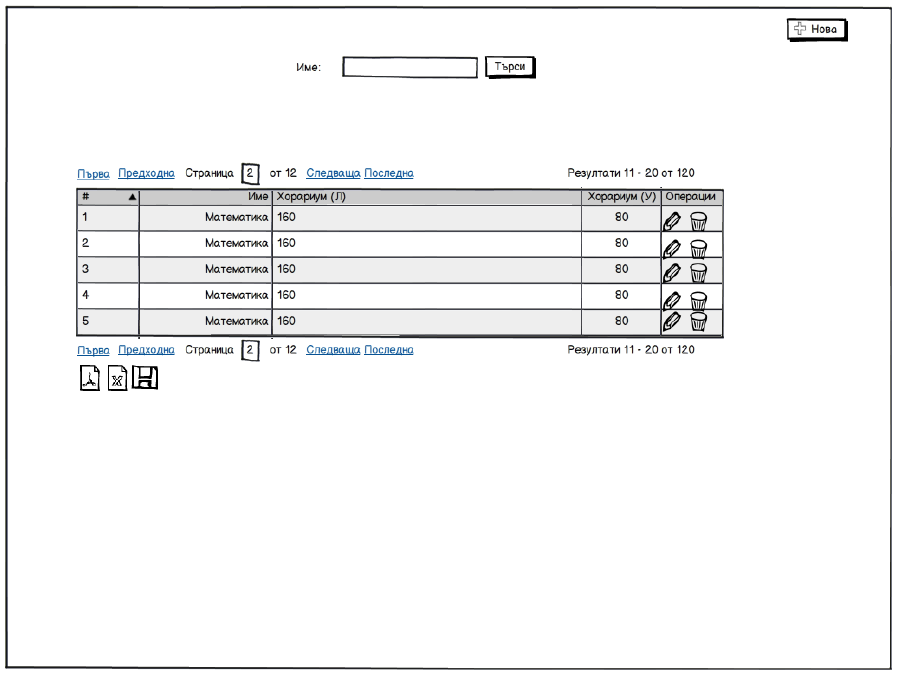 Нова
Име: Търси
Първа Предходна Страница 2 от 12 Следваща Последна Резултати 11 - 20 от 120
# Име Хорариум (Л) Хорариум (У) Операции
1 Математика 160 80
2 Математика 160 80
3 Математика 160 80
4 Математика 160 80
5 Математика 160 80
Първа Предходна Страница 2 от 12 Следваща Последна Резултати 11 - 20 от 120